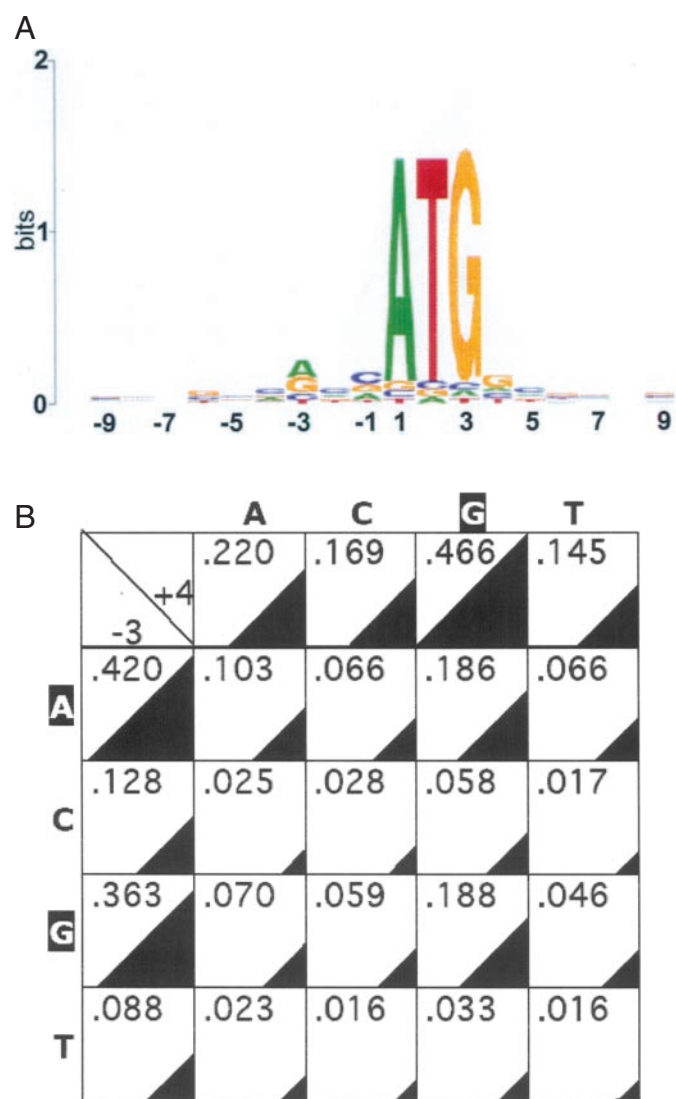 A
2
bits
1
0
ATG
-9 -7 -5 -3 -1 1 3 5 7 9
B
A C G T
+4
-3
.220 .169 .466 .145
A .420 .103 .066 .186 .066
C .128 .025 .028 .058 .017
G .363 .070 .059 .188 .046
T .088 .023 .016 .033 .016